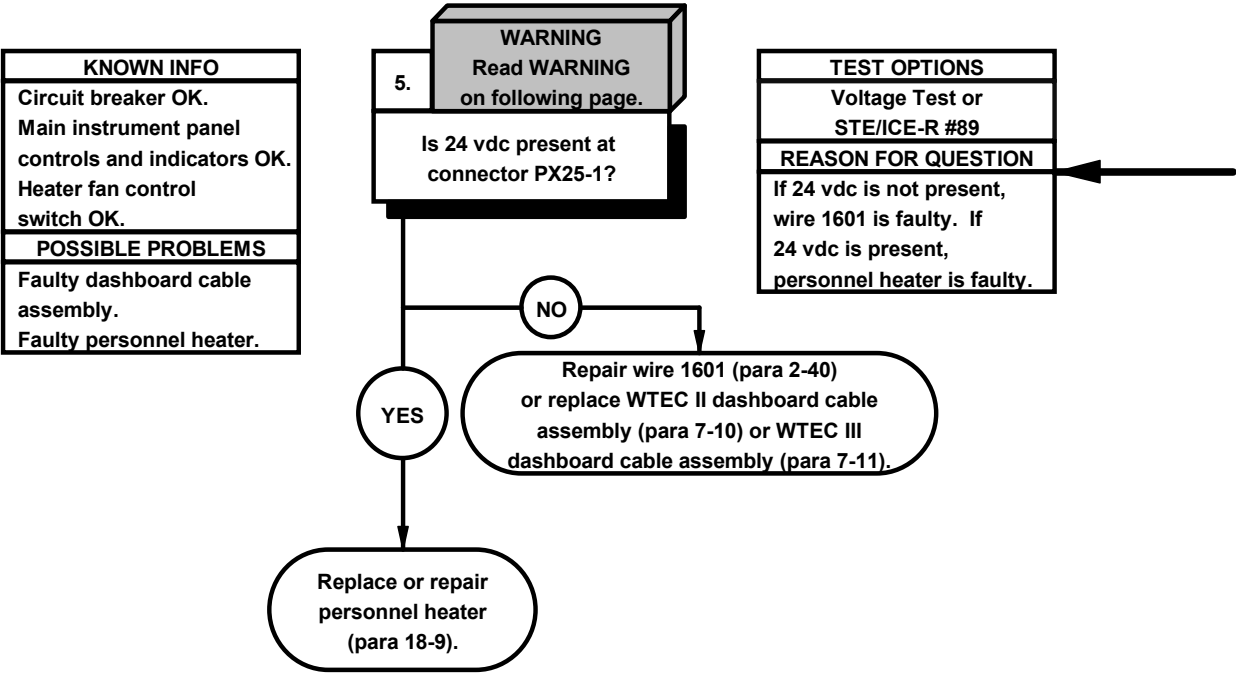 KNOWN INFO
Circuit breaker OK.
Main instrument panel
controls and indicators OK.
Heater fan control
switch OK.
POSSIBLE PROBLEMS
Faulty dashboard cable
assembly.
Faulty personnel heater.
WARNING
Read WARNING
on following page.
5.
Is 24 vdc present at
connector PX25-1?
TEST OPTIONS
Voltage Test or
STE/ICE-R #89
REASON FOR QUESTION
If 24 vdc is not present,
wire 1601 is faulty. If
24 vdc is present,
personnel heater is faulty.
NO
Repair wire 1601 (para 2-40)
or replace WTEC II dashboard cable
assembly (para 7-10) or WTEC III
dashboard cable assembly (para 7-11).
YES
Replace or repair
personnel heater
(para 18-9).